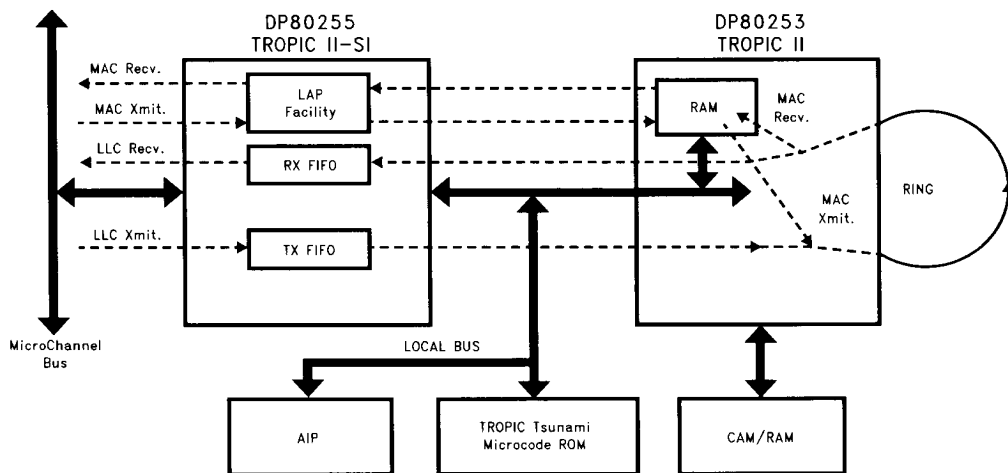 DP80255
TROPIC II-SI
DP80253
TROPIC II
MAC Recv.
LAP
Facility
MAC Xmit.
RAM
MAC
Recv.
LLC Recv.
RX FIFO
RING
MAC
Xmit.
LLC Xmit.
TX FIFO
MicroChannel
Bus
LOCAL BUS
AIP
TROPIC Tsunami
Microcode ROM
CAM/RAM